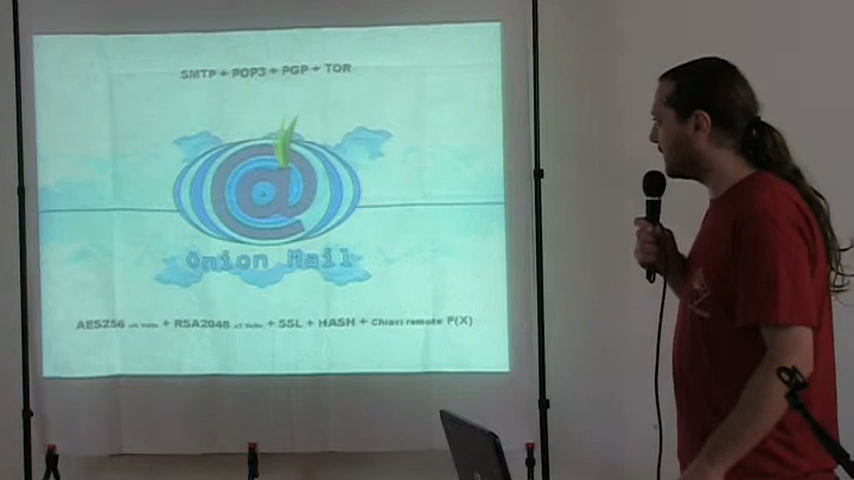 SMTP + POP3 + PGP + TOR
@
Onion Mail
AES256 + RSA2048 + SSL + HASH + Chiavi remote F(X)